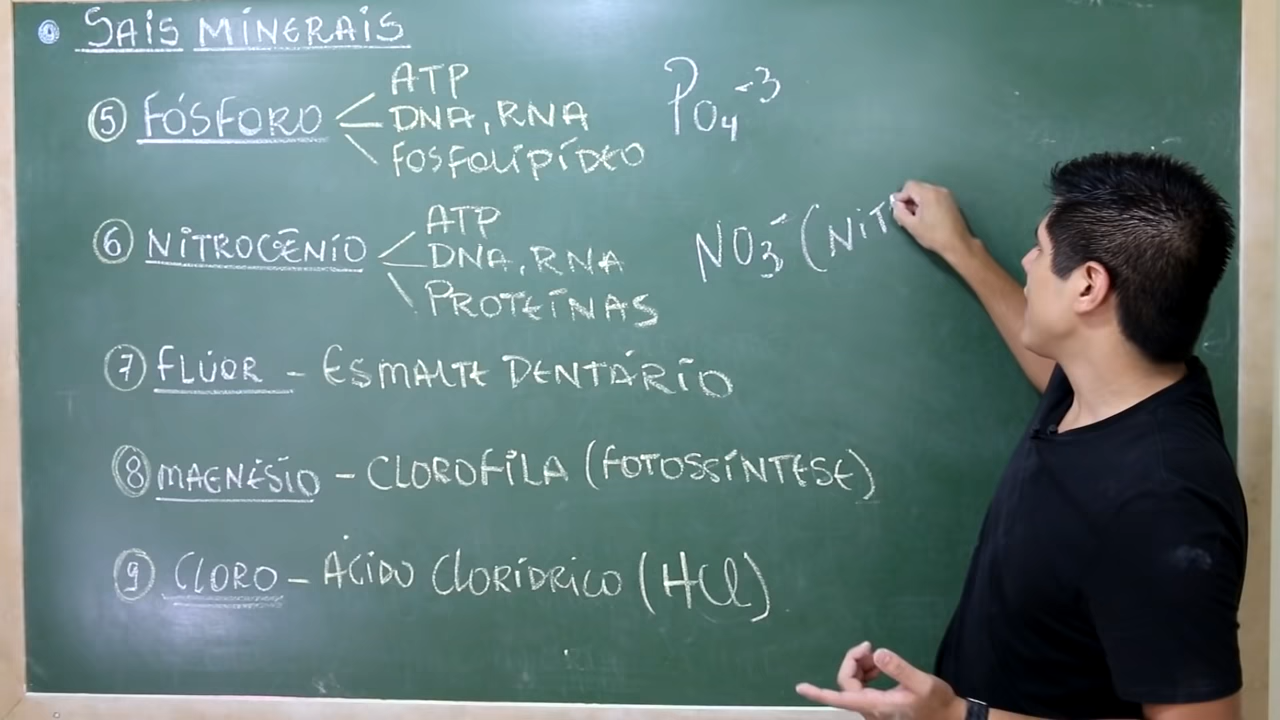 SAIS MINERAIS
5 FÓSFORO < ATP
DNA, RNA
FOSFOLIPÍDEO
PO4-3
6 NITROGÊNIO < ATP
DNA, RNA
PROTEÍNAS
NO3- (NIT
7 FLÚOR - ESMALTE DENTÁRIO
8 MAGNÉSIO - CLOROFILA (FOTOSSÍNTESE)
9 CLORO - ÁCIDO CLORÍDRICO (HCl)